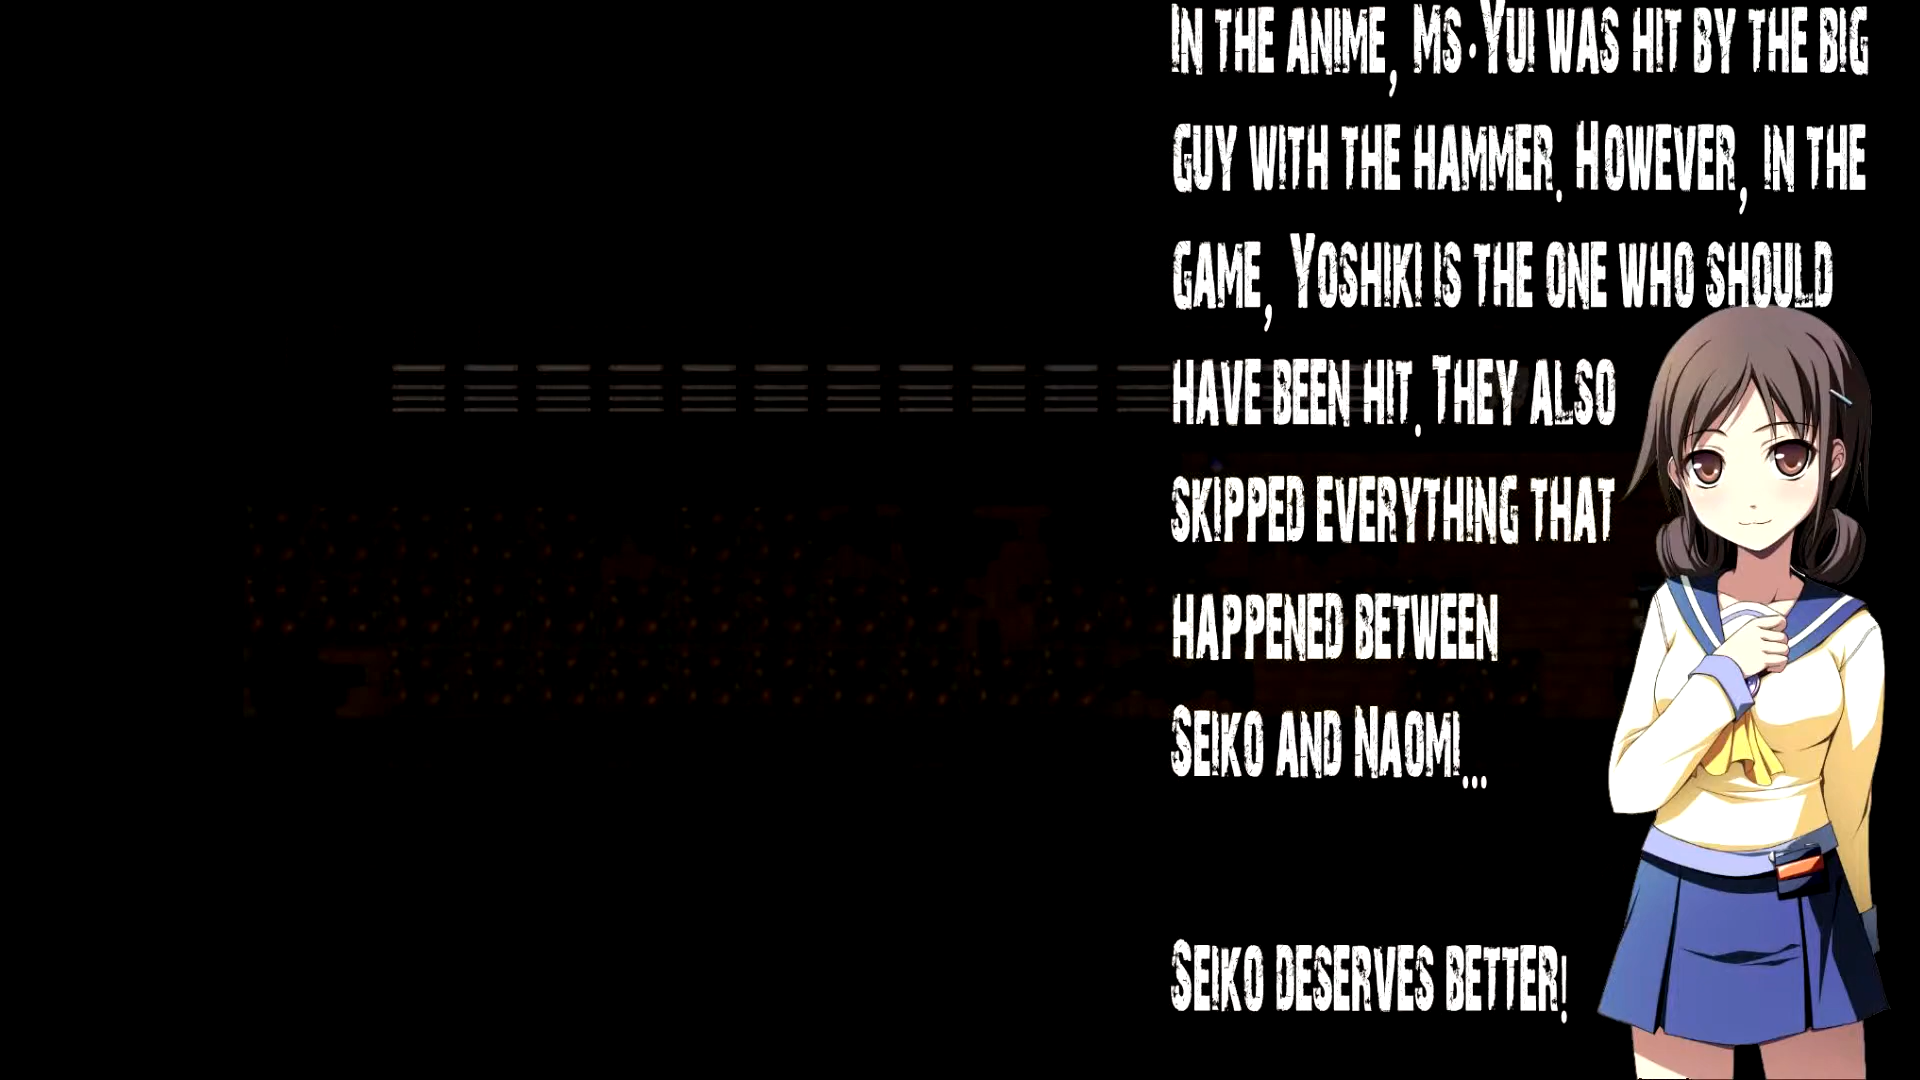 In the anime, Ms. Yui was hit by the big
guy with the hammer. However, in the
game, Yoshiki is the one who should
have been hit. They also
skipped everything that
happened between
Seiko and Naomi...
Seiko deserves better!